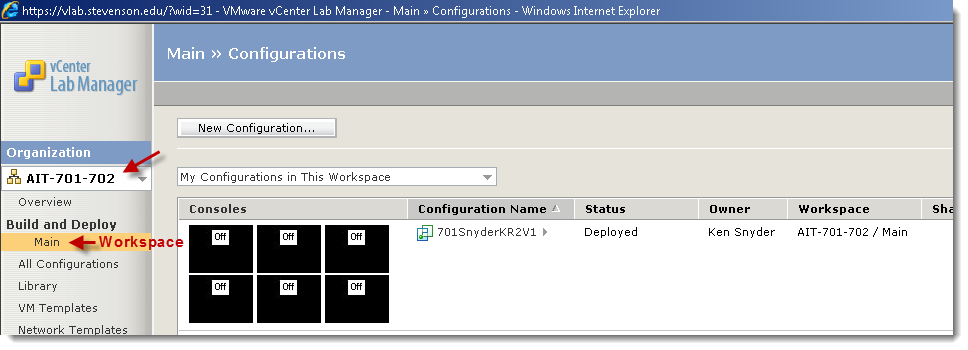 https://vlab.stevenson.edu/?wid=31 - VMware vCenter Lab Manager - Main » Configurations - Windows Internet Explorer
vCenter
Lab Manager
Main » Configurations
New Configuration...
Organization
AIT-701-702
Overview
Build and Deploy
Main
Workspace
All Configurations
Library
VM Templates
Network Templates
My Configurations in This Workspace
Consoles Configuration Name Status Owner Workspace Sha
Off Off Off
701SnyderKR2V1 Deployed Ken Snyder AIT-701-702 / Main
Off Off Off